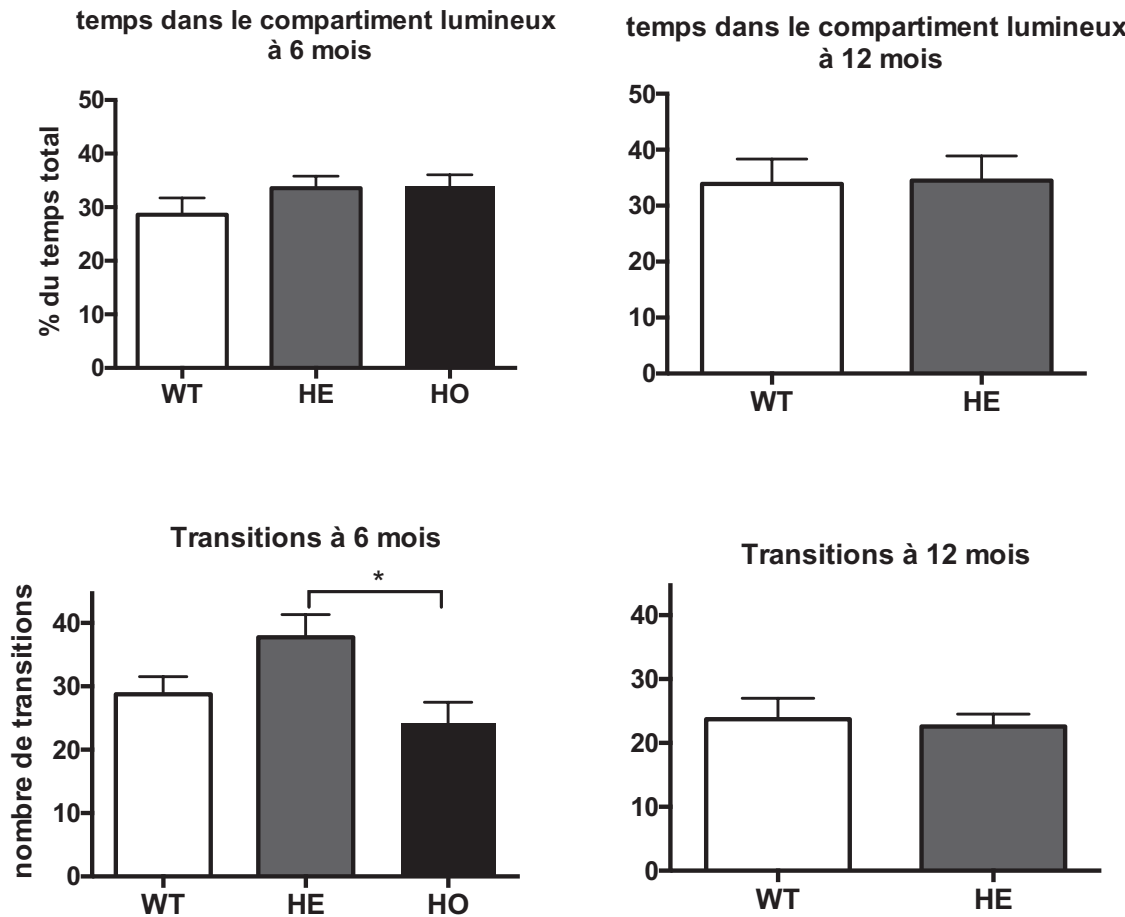 temps dans le compartiment lumineux
à 6 mois
% du temps total
50
40
30
20
10
0
WT HE HO
temps dans le compartiment lumineux
à 12 mois
50
40
30
20
10
0
WT HE
Transitions à 6 mois
nombre de transitions
*
40
30
20
10
0
WT HE HO
Transitions à 12 mois
40
30
20
10
0
WT HE